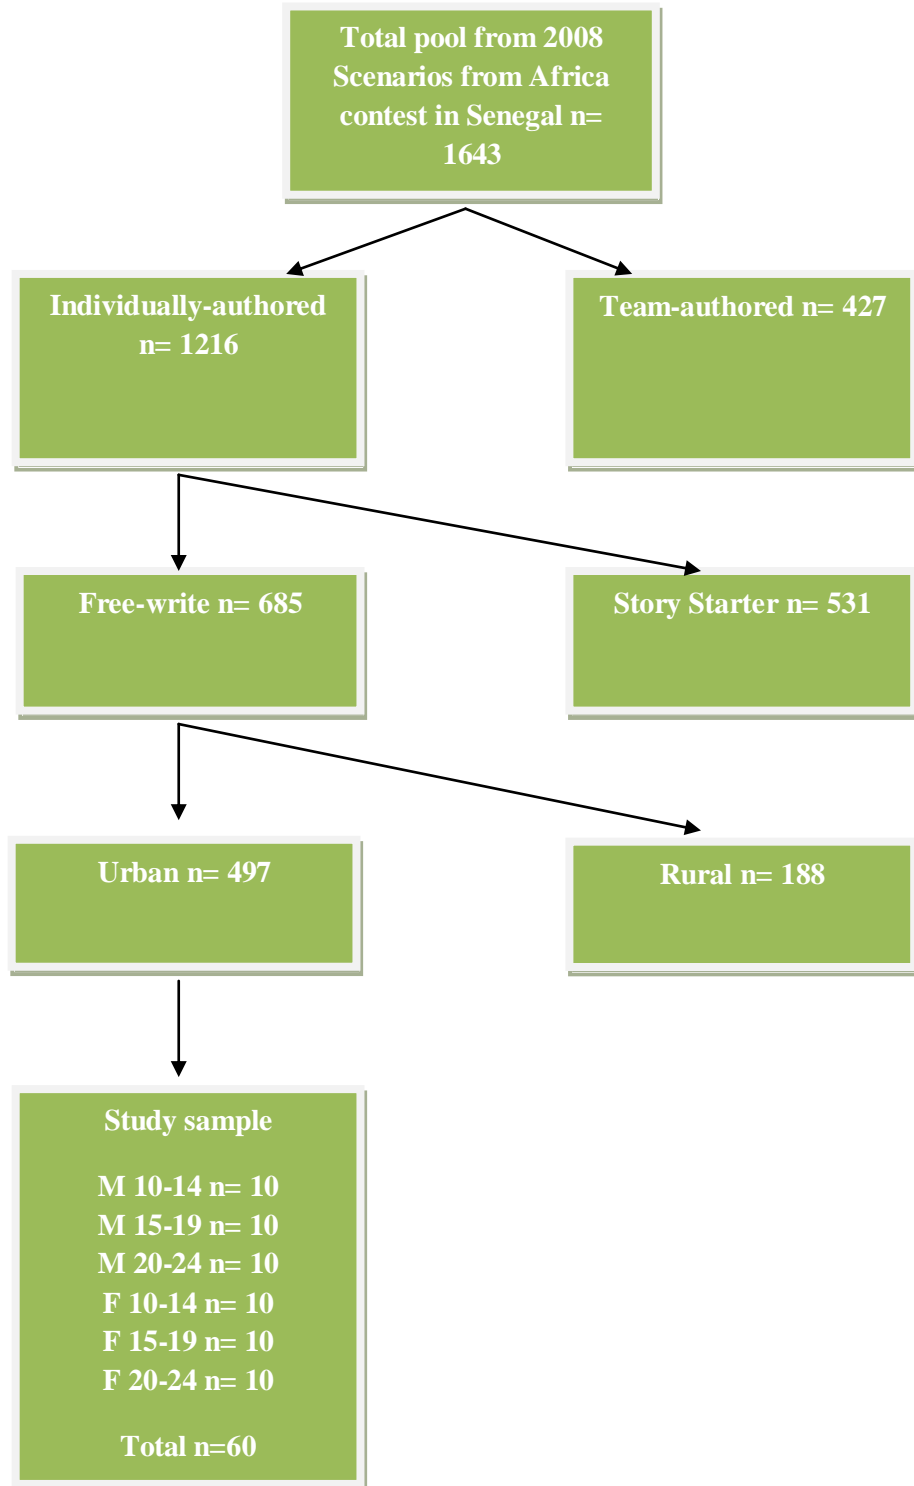 Total pool from 2008
Scenarios from Africa
contest in Senegal n=
1643
Individually-authored
n= 1216
Team-authored n= 427
Free-write n= 685
Story Starter n= 531
Urban n= 497
Rural n= 188
Study sample
M 10-14 n= 10
M 15-19 n= 10
M 20-24 n= 10
F 10-14 n= 10
F 15-19 n= 10
F 20-24 n= 10
Total n=60